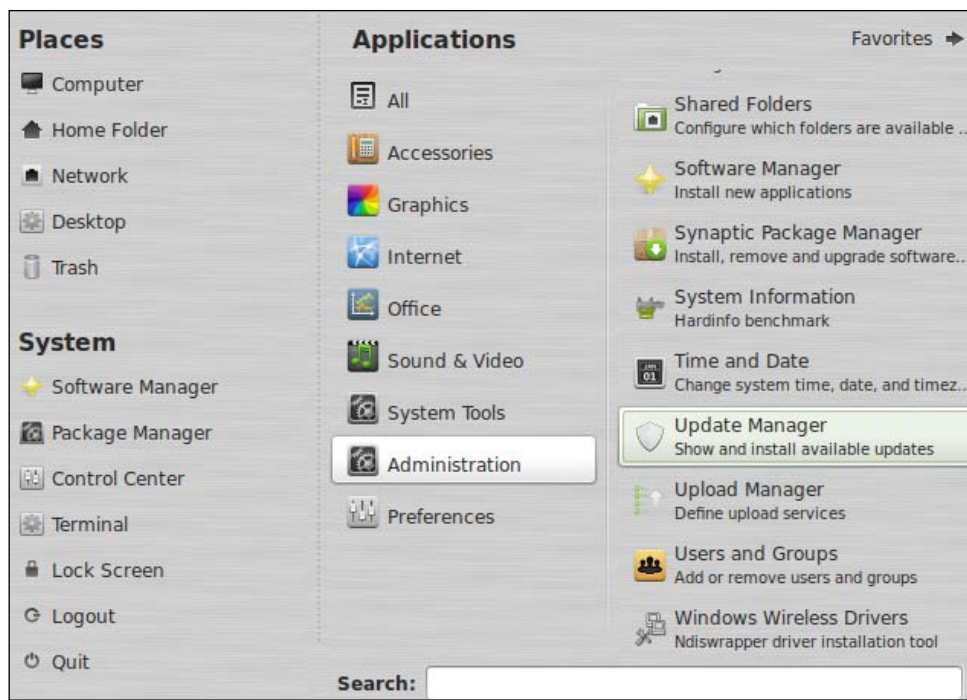 Places
Computer
Home Folder
Network
Desktop
Trash
System
Software Manager
Package Manager
Control Center
Terminal
Lock Screen
Logout
Quit
Applications
All
Accessories
Graphics
Internet
Office
Sound & Video
System Tools
Administration
Preferences
Favorites
Shared Folders
Configure which folders are available ...
Software Manager
Install new applications
Synaptic Package Manager
Install, remove and upgrade software...
System Information
Hardinfo benchmark
Time and Date
Change system time, date, and timez...
Update Manager
Show and install available updates
Upload Manager
Define upload services
Users and Groups
Add or remove users and groups
Windows Wireless Drivers
Ndiswrapper driver installation tool
Search: